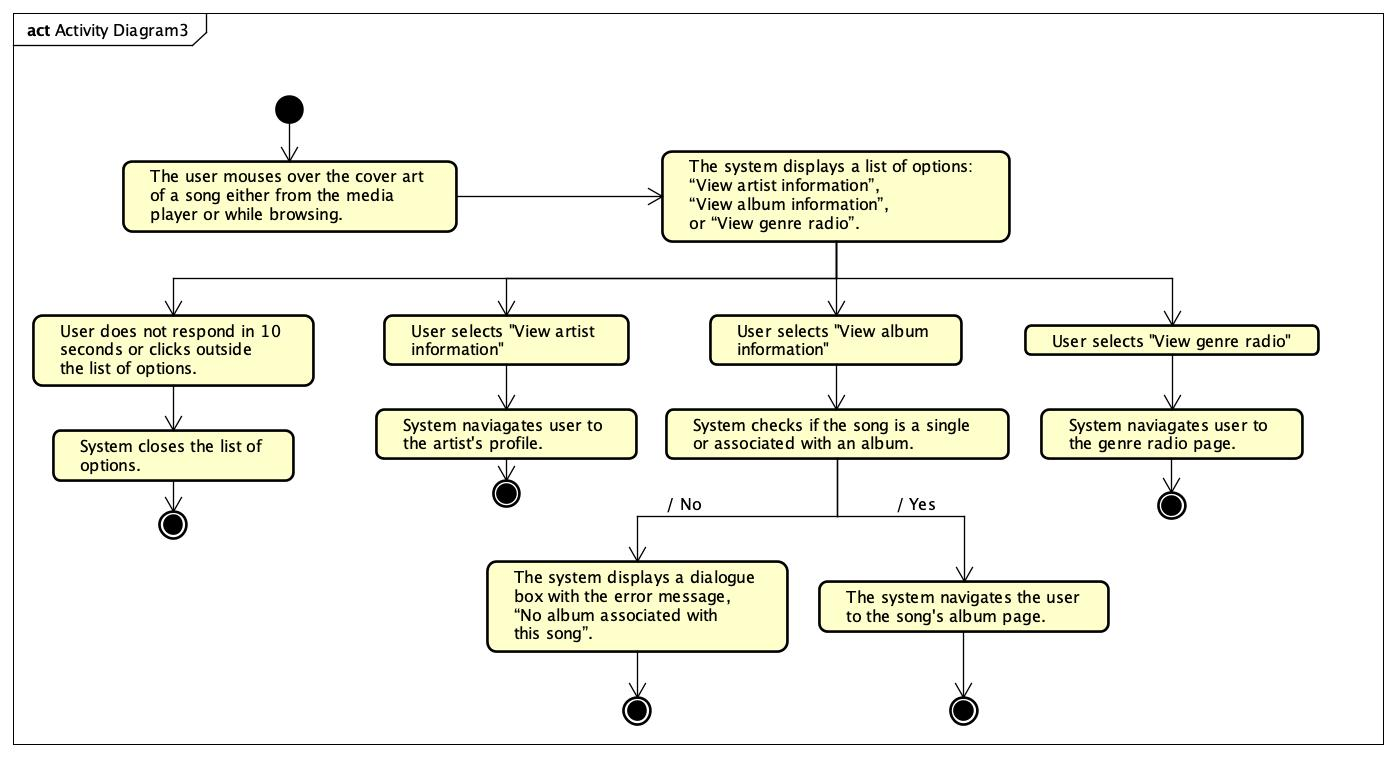 act Activity Diagram3
The user mouses over the cover art
of a song either from the media
player or while browsing.
The system displays a list of options:
“View artist information”,
“View album information”,
or “View genre radio”.
User does not respond in 10
seconds or clicks outside
the list of options.
User selects "View artist
information"
User selects "View album
information"
User selects "View genre radio"
System closes the list of
options.
System naviagates user to
the artist's profile.
System checks if the song is a single
or associated with an album.
System naviagates user to
the genre radio page.
/ No
/ Yes
The system displays a dialogue
box with the error message,
“No album associated with
this song”.
The system navigates the user
to the song's album page.